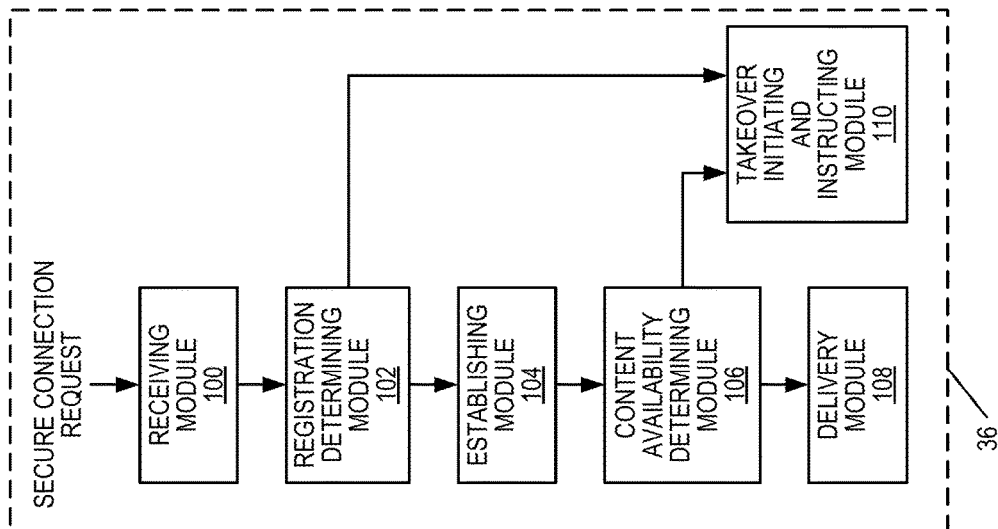 SECURE CONNECTION
REQUEST
RECEIVING
MODULE
100
REGISTRATION
DETERMINING
MODULE
102
ESTABLISHING
MODULE
104
CONTENT
AVAILABILITY
DETERMINING
MODULE
106
DELIVERY
MODULE
108
TAKEOVER
INITIATING
AND
INSTRUCTING
MODULE
110
36